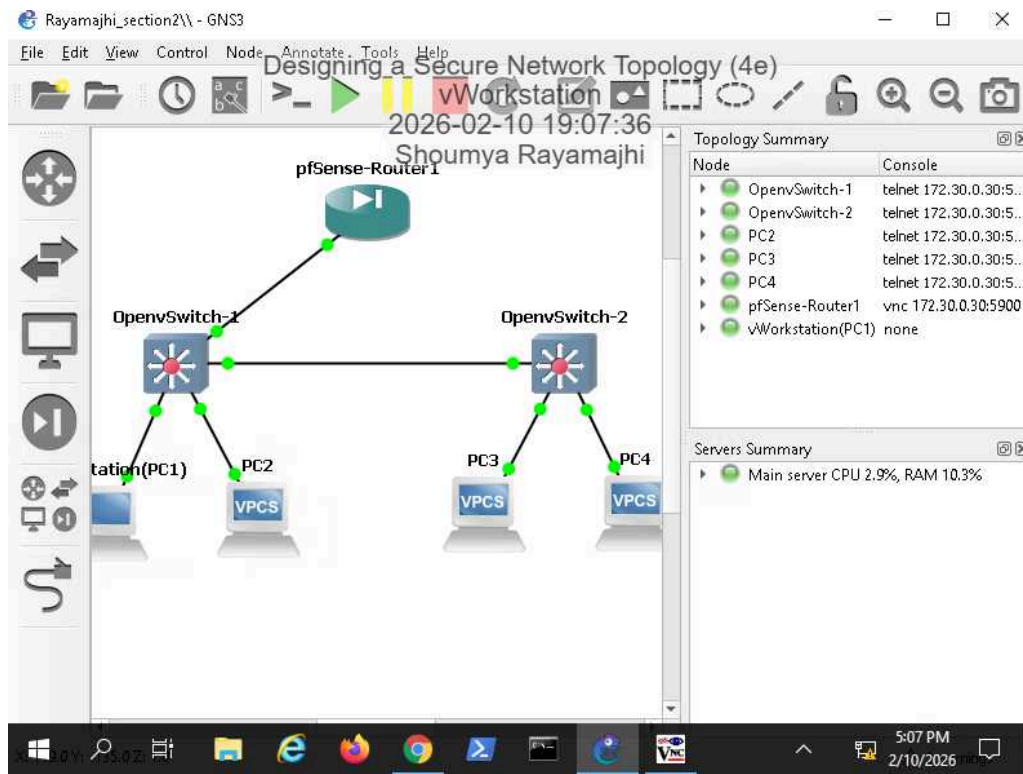 Rayamajhi_section2\\ - GNS3
File Edit View Control Node Annotate Tools Help
Designing a Secure Network Topology (4e)
vWorkstation
2026-02-10 19:07:36
Shoumya Rayamajhi
pfSense-Router1
OpenvSwitch-1
OpenvSwitch-2
tation(PC1)
PC2
PC3
PC4
VPCS
VPCS
VPCS
Topology Summary
Node Console
OpenvSwitch-1 telnet 172.30.0.30:5..
OpenvSwitch-2 telnet 172.30.0.30:5..
PC2 telnet 172.30.0.30:5..
PC3 telnet 172.30.0.30:5..
PC4 telnet 172.30.0.30:5..
pfSense-Router1 vnc 172.30.0.30:5900
vWorkstation(PC1) none
Servers Summary
Main server CPU 2.9%, RAM 10.3%
5:07 PM
2/10/2026